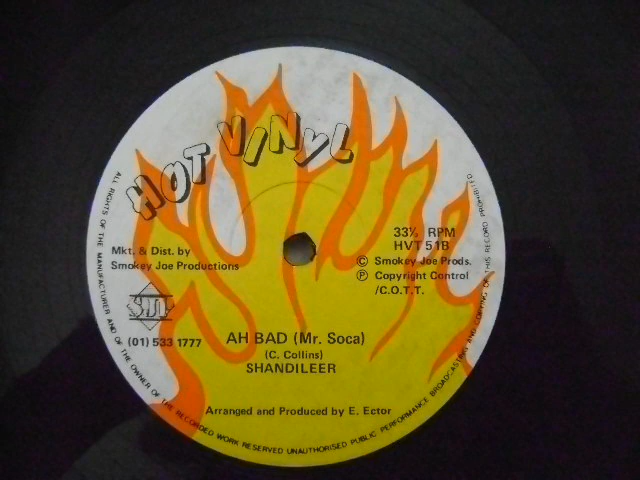 HOT VINYL
Mkt. & Dist. by
Smokey Joe Productions
(01) 533 1777
33⅓ RPM
HVT 51B
© Smokey Joe Prods.
Ⓟ Copyright Control
/C.O.T.T.
AH BAD (Mr. Soca)
(C. Collins)
SHANDILEER
Arranged and Produced by E. Ector
ALL RIGHTS OF THE MANUFACTURER AND OF THE OWNER OF THE RECORDED WORK RESERVED UNAUTHORISED PUBLIC PERFORMANCE BROADCASTING AND COPYING OF THIS RECORD PROHIBITED